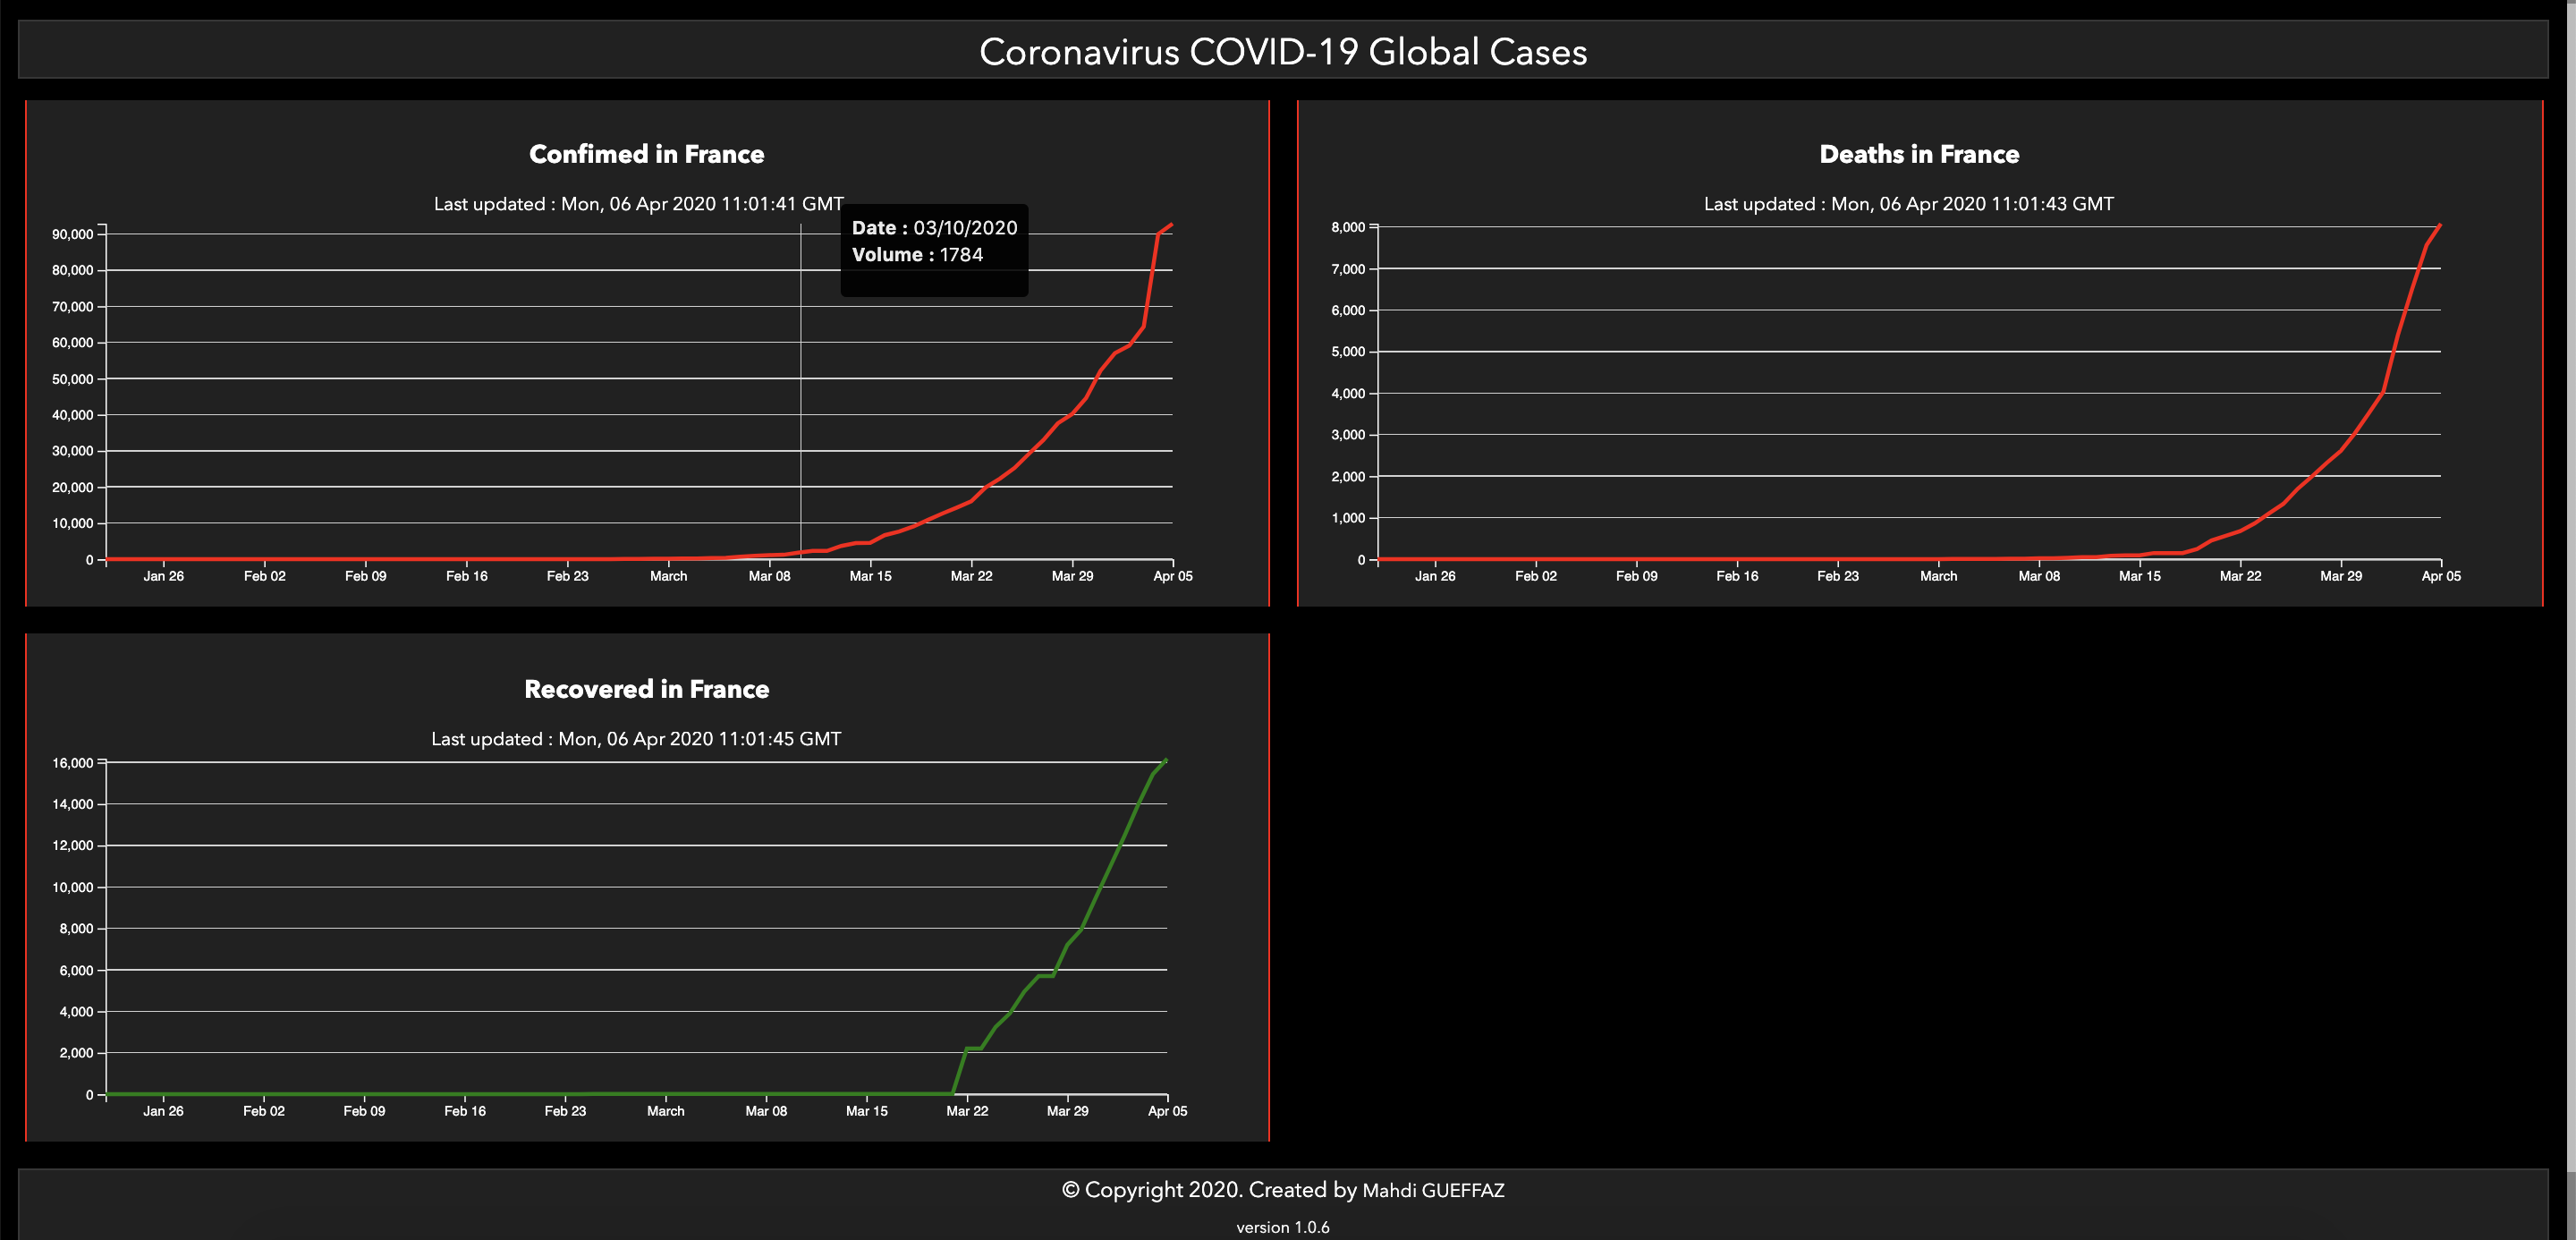 Coronavirus COVID-19 Global Cases
Confimed in France
Last updated : Mon, 06 Apr 2020 11:01:41 GMT
Date : 03/10/2020
Volume : 1784
90,000
80,000
70,000
60,000
50,000
40,000
30,000
20,000
10,000
0
Jan 26 Feb 02 Feb 09 Feb 16 Feb 23 March Mar 08 Mar 15 Mar 22 Mar 29 Apr 05
Deaths in France
Last updated : Mon, 06 Apr 2020 11:01:43 GMT
8,000
7,000
6,000
5,000
4,000
3,000
2,000
1,000
0
Jan 26 Feb 02 Feb 09 Feb 16 Feb 23 March Mar 08 Mar 15 Mar 22 Mar 29 Apr 05
Recovered in France
Last updated : Mon, 06 Apr 2020 11:01:45 GMT
16,000
14,000
12,000
10,000
8,000
6,000
4,000
2,000
0
Jan 26 Feb 02 Feb 09 Feb 16 Feb 23 March Mar 08 Mar 15 Mar 22 Mar 29 Apr 05
© Copyright 2020. Created by Mahdi GUEFFAZ
version 1.0.6